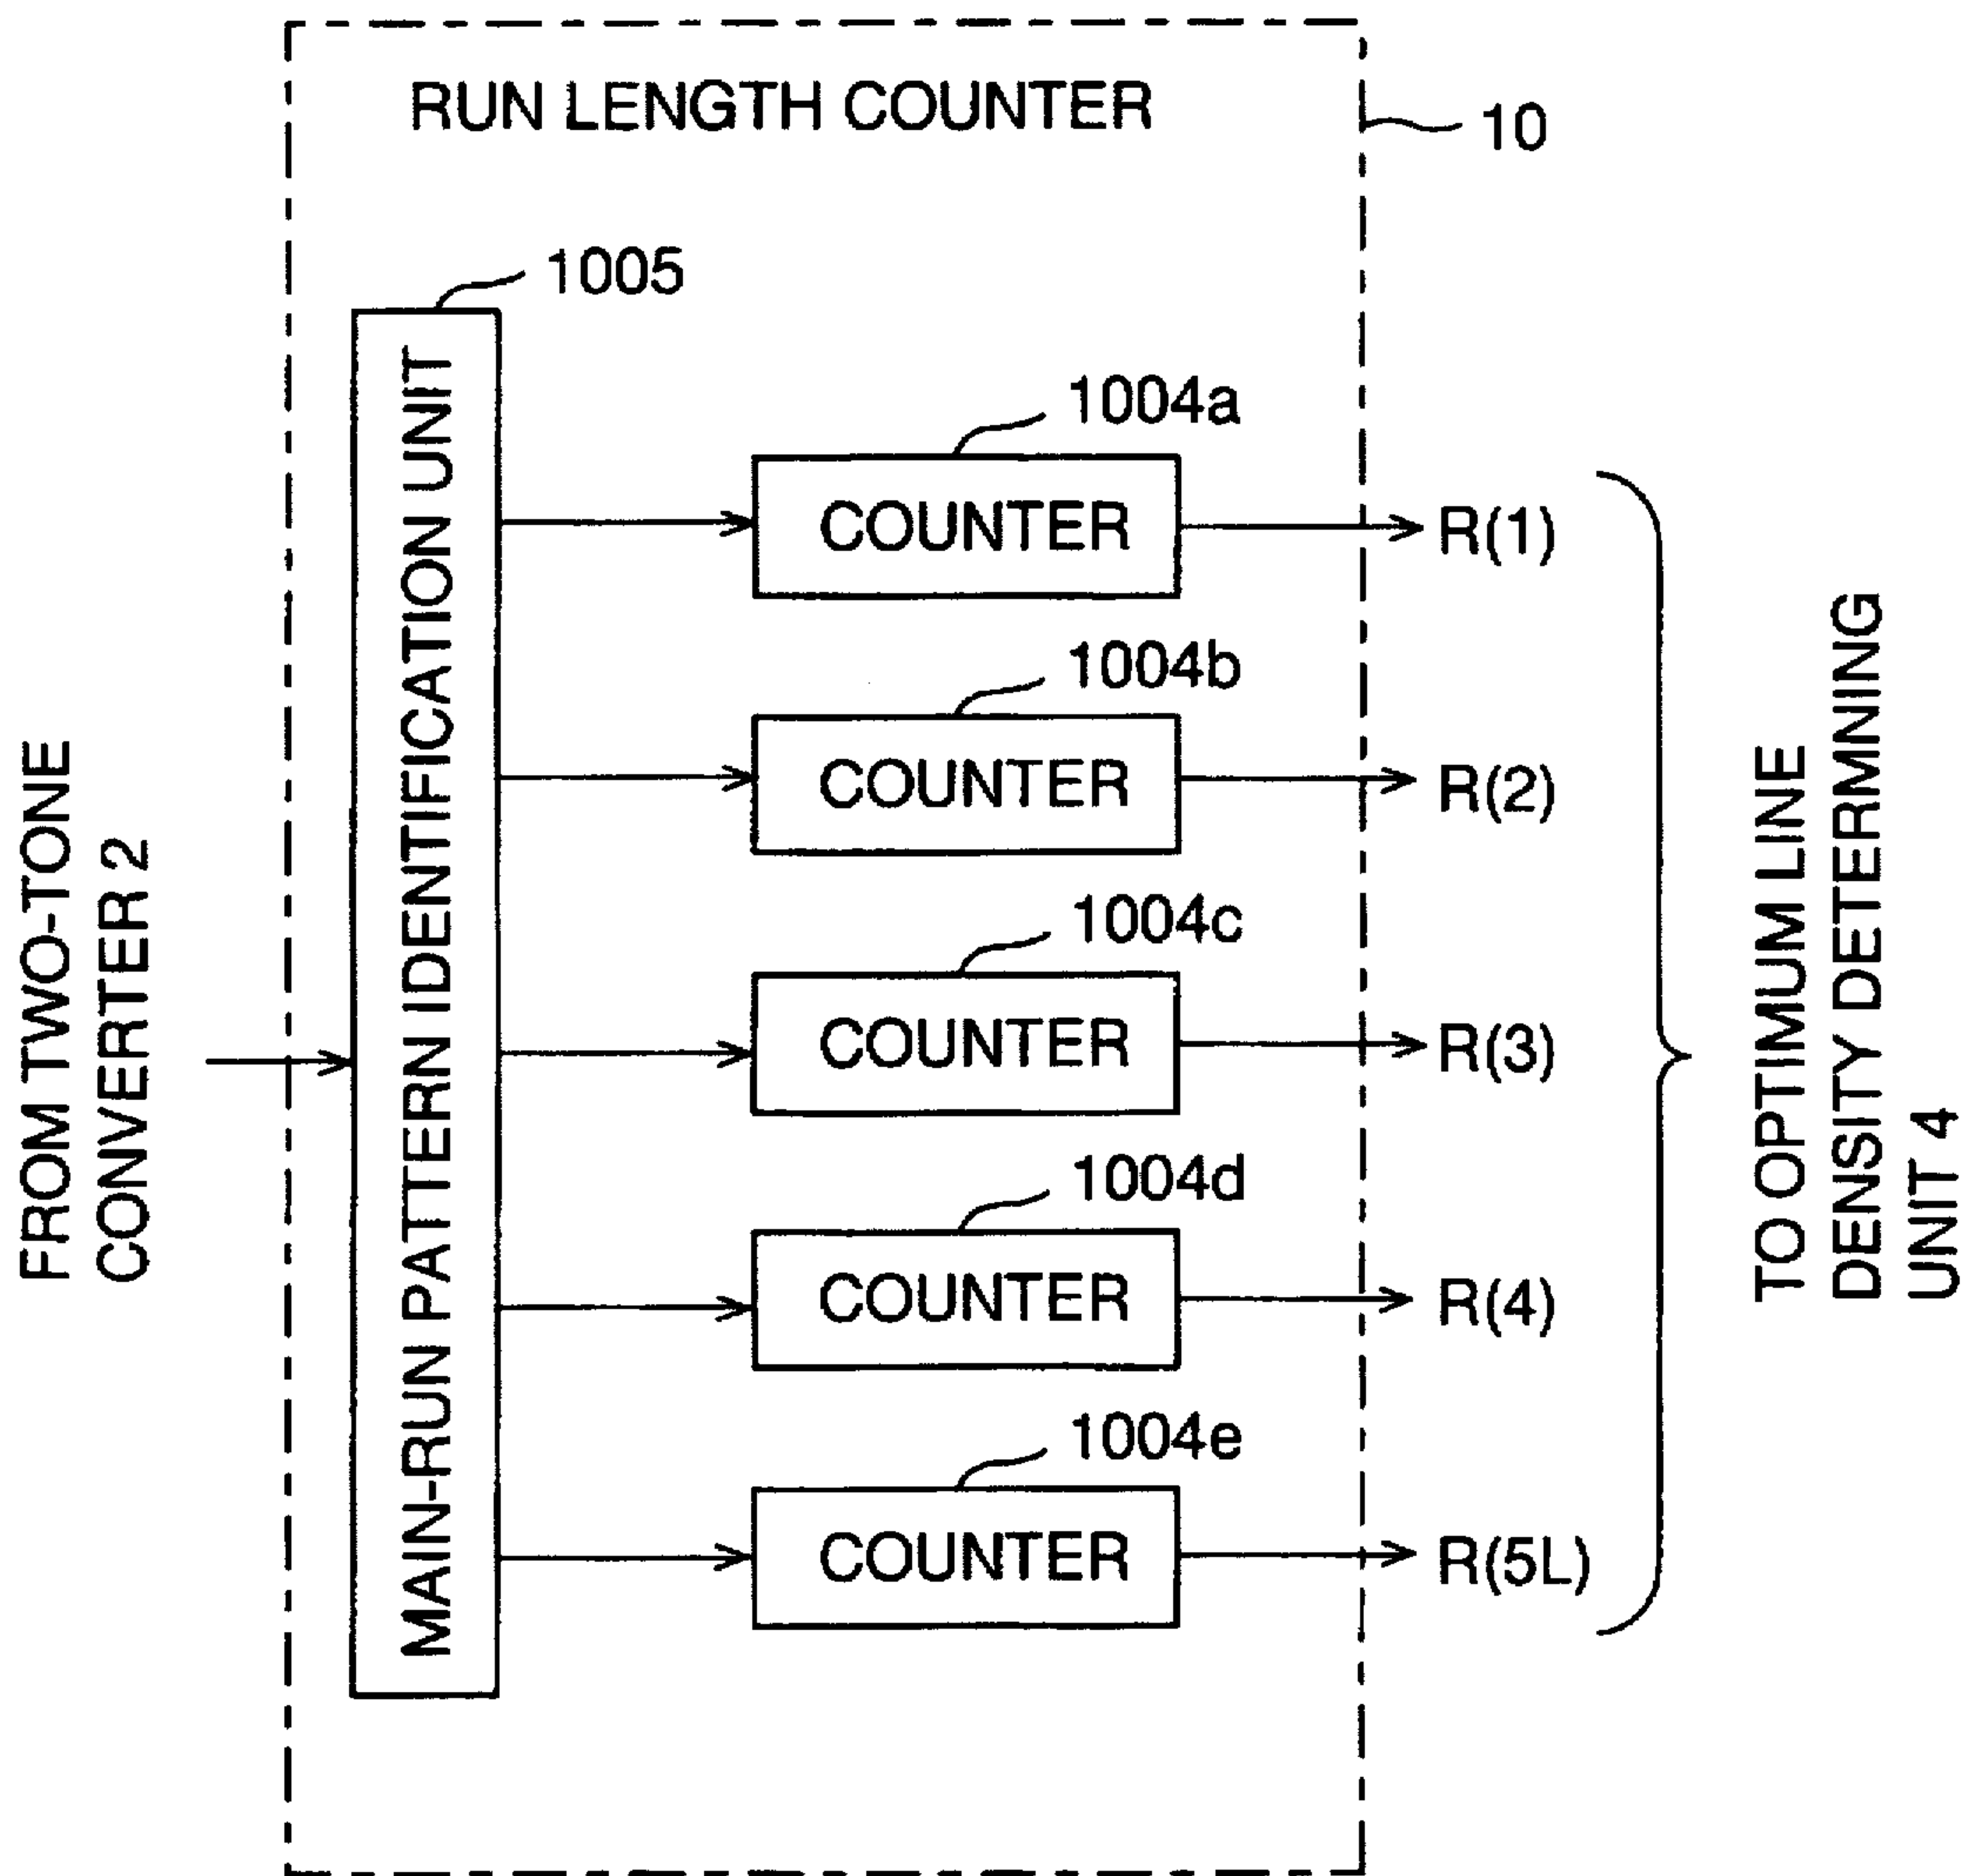 RUN LENGTH COUNTER
10
1005
MAIN-RUN PATTERN IDENTIFICATION UNIT
FROM TWO-TONE
CONVERTER 2
1004a
COUNTER
R(1)
1004b
COUNTER
R(2)
1004c
COUNTER
R(3)
1004d
COUNTER
R(4)
1004e
COUNTER
R(5L)
TO OPTIMUM LINE
DENSITY DETERMNING
UNIT 4